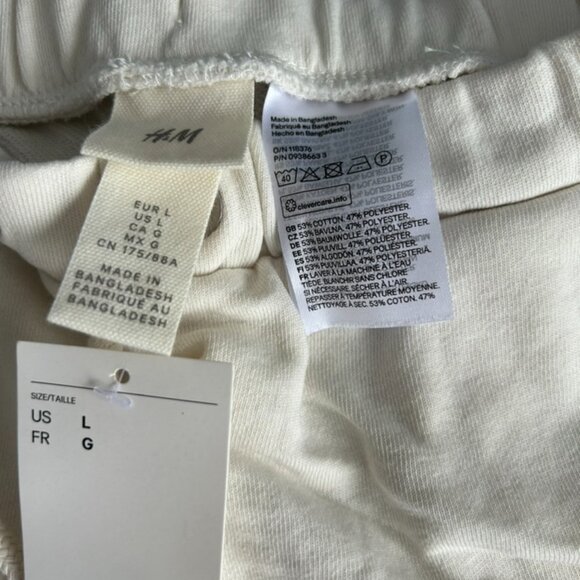 H&M
EUR L
US L
CA G
MX G
CN 175/88A
MADE IN
BANGLADESH
FABRIQUÉ AU
BANGLADESH
Made in Bangladesh
Fabriqué au Bangladesh
Hecho en Bangladesh
O/N 118376
P/N 0938663 3
40 P
clevercare.info
GB 53% COTTON. 47% POLYESTER.
CZ 53% BAVLNA. 47% POLYESTER.
DE 53% BAUMWOLLE. 47% POLYESTER.
EE 53% PUUVILL. 47% POLÜESTER.
ES 53% ALGODÓN. 47% POLIÉSTER.
FI 53% PUUVILLAA. 47% POLYESTERIÄ.
FR LAVER À LA MACHINE À L'EAU
TIÈDE BLANCHIR SANS CHLORE
SI NÉCESSAIRE. SÉCHER À L'AIR
REPASSER À TEMPÉRATURE MOYENNE.
NETTOYAGE À SEC. 53% COTON. 47%
SIZE/TAILLE
US L
FR G